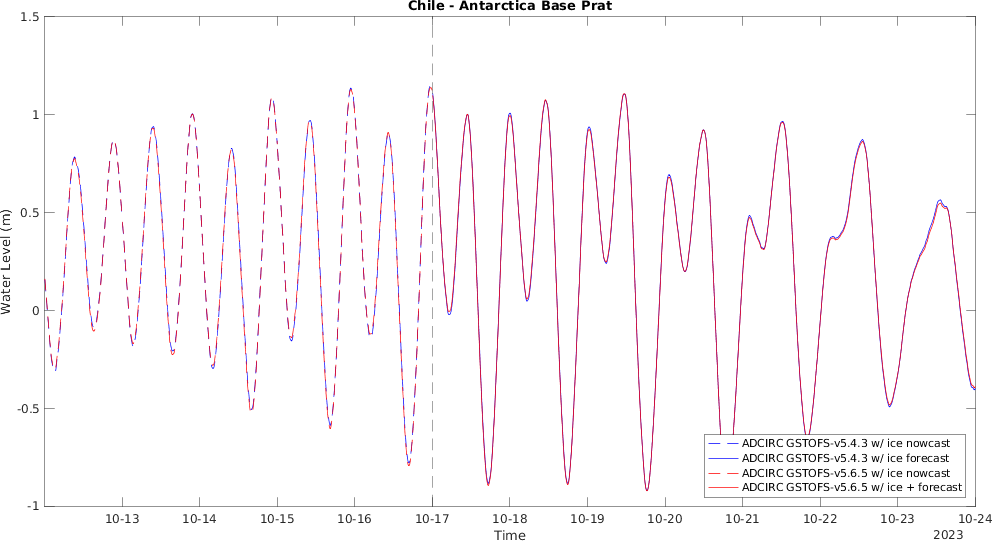 Chile - Antarctica Base Prat
1.5
1
0.5
0
-0.5
-1
Water Level (m)
10-13 10-14 10-15 10-16 10-17 10-18 10-19 10-20 10-21 10-22 10-23 10-24
Time
2023
ADCIRC GSTOFS-v5.4.3 w/ ice nowcast
ADCIRC GSTOFS-v5.4.3 w/ ice forecast
ADCIRC GSTOFS-v5.6.5 w/ ice nowcast
ADCIRC GSTOFS-v5.6.5 w/ ice + forecast